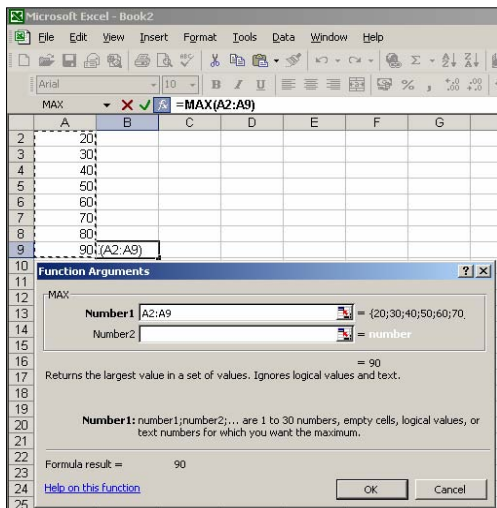 Microsoft Excel - Book2
File Edit View Insert Format Tools Data Window Help
Arial 10 B I U % , .00
MAX =MAX(A2:A9)
A B C D E F G
2 20
3 30
4 40
5 50
6 60
7 70
8 80
9 90 (A2:A9)
10
Function Arguments
11
12
MAX
13
Number1 A2:A9 = {20;30;40;50;60;70
14
Number2 = number
15
16
= 90
17
Returns the largest value in a set of values. Ignores logical values and text.
18
19
20
Number1: number1;number2;... are 1 to 30 numbers, empty cells, logical values, or
21
text numbers for which you want the maximum.
22
Formula result = 90
23
24
Help on this function OK Cancel
25